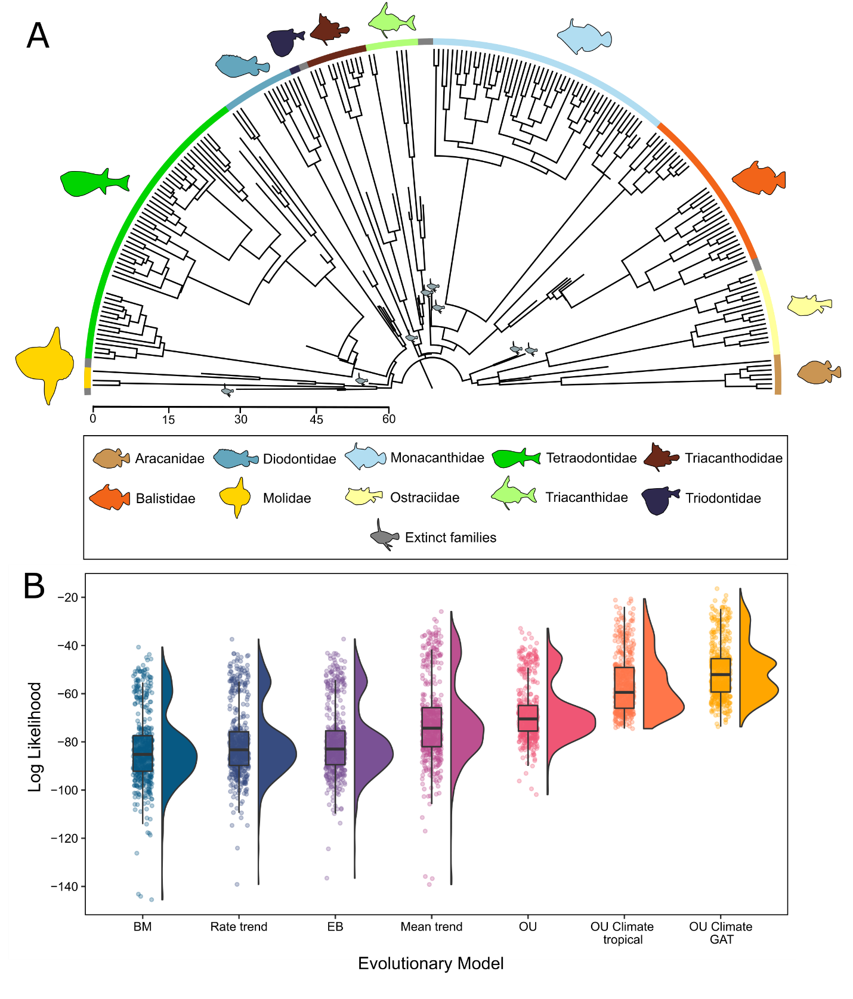 A
0 15 30 45 60
Aracanidae Diodontidae Monacanthidae Tetraodontidae Triacanthodidae
Balistidae Molidae Ostraciidae Triacanthidae Triodontidae
Extinct families
B
−20
−40
−60
−80
−100
−120
−140
Log Likelihood
BM Rate trend EB Mean trend OU OU Climate OU Climate
tropical GAT
Evolutionary Model